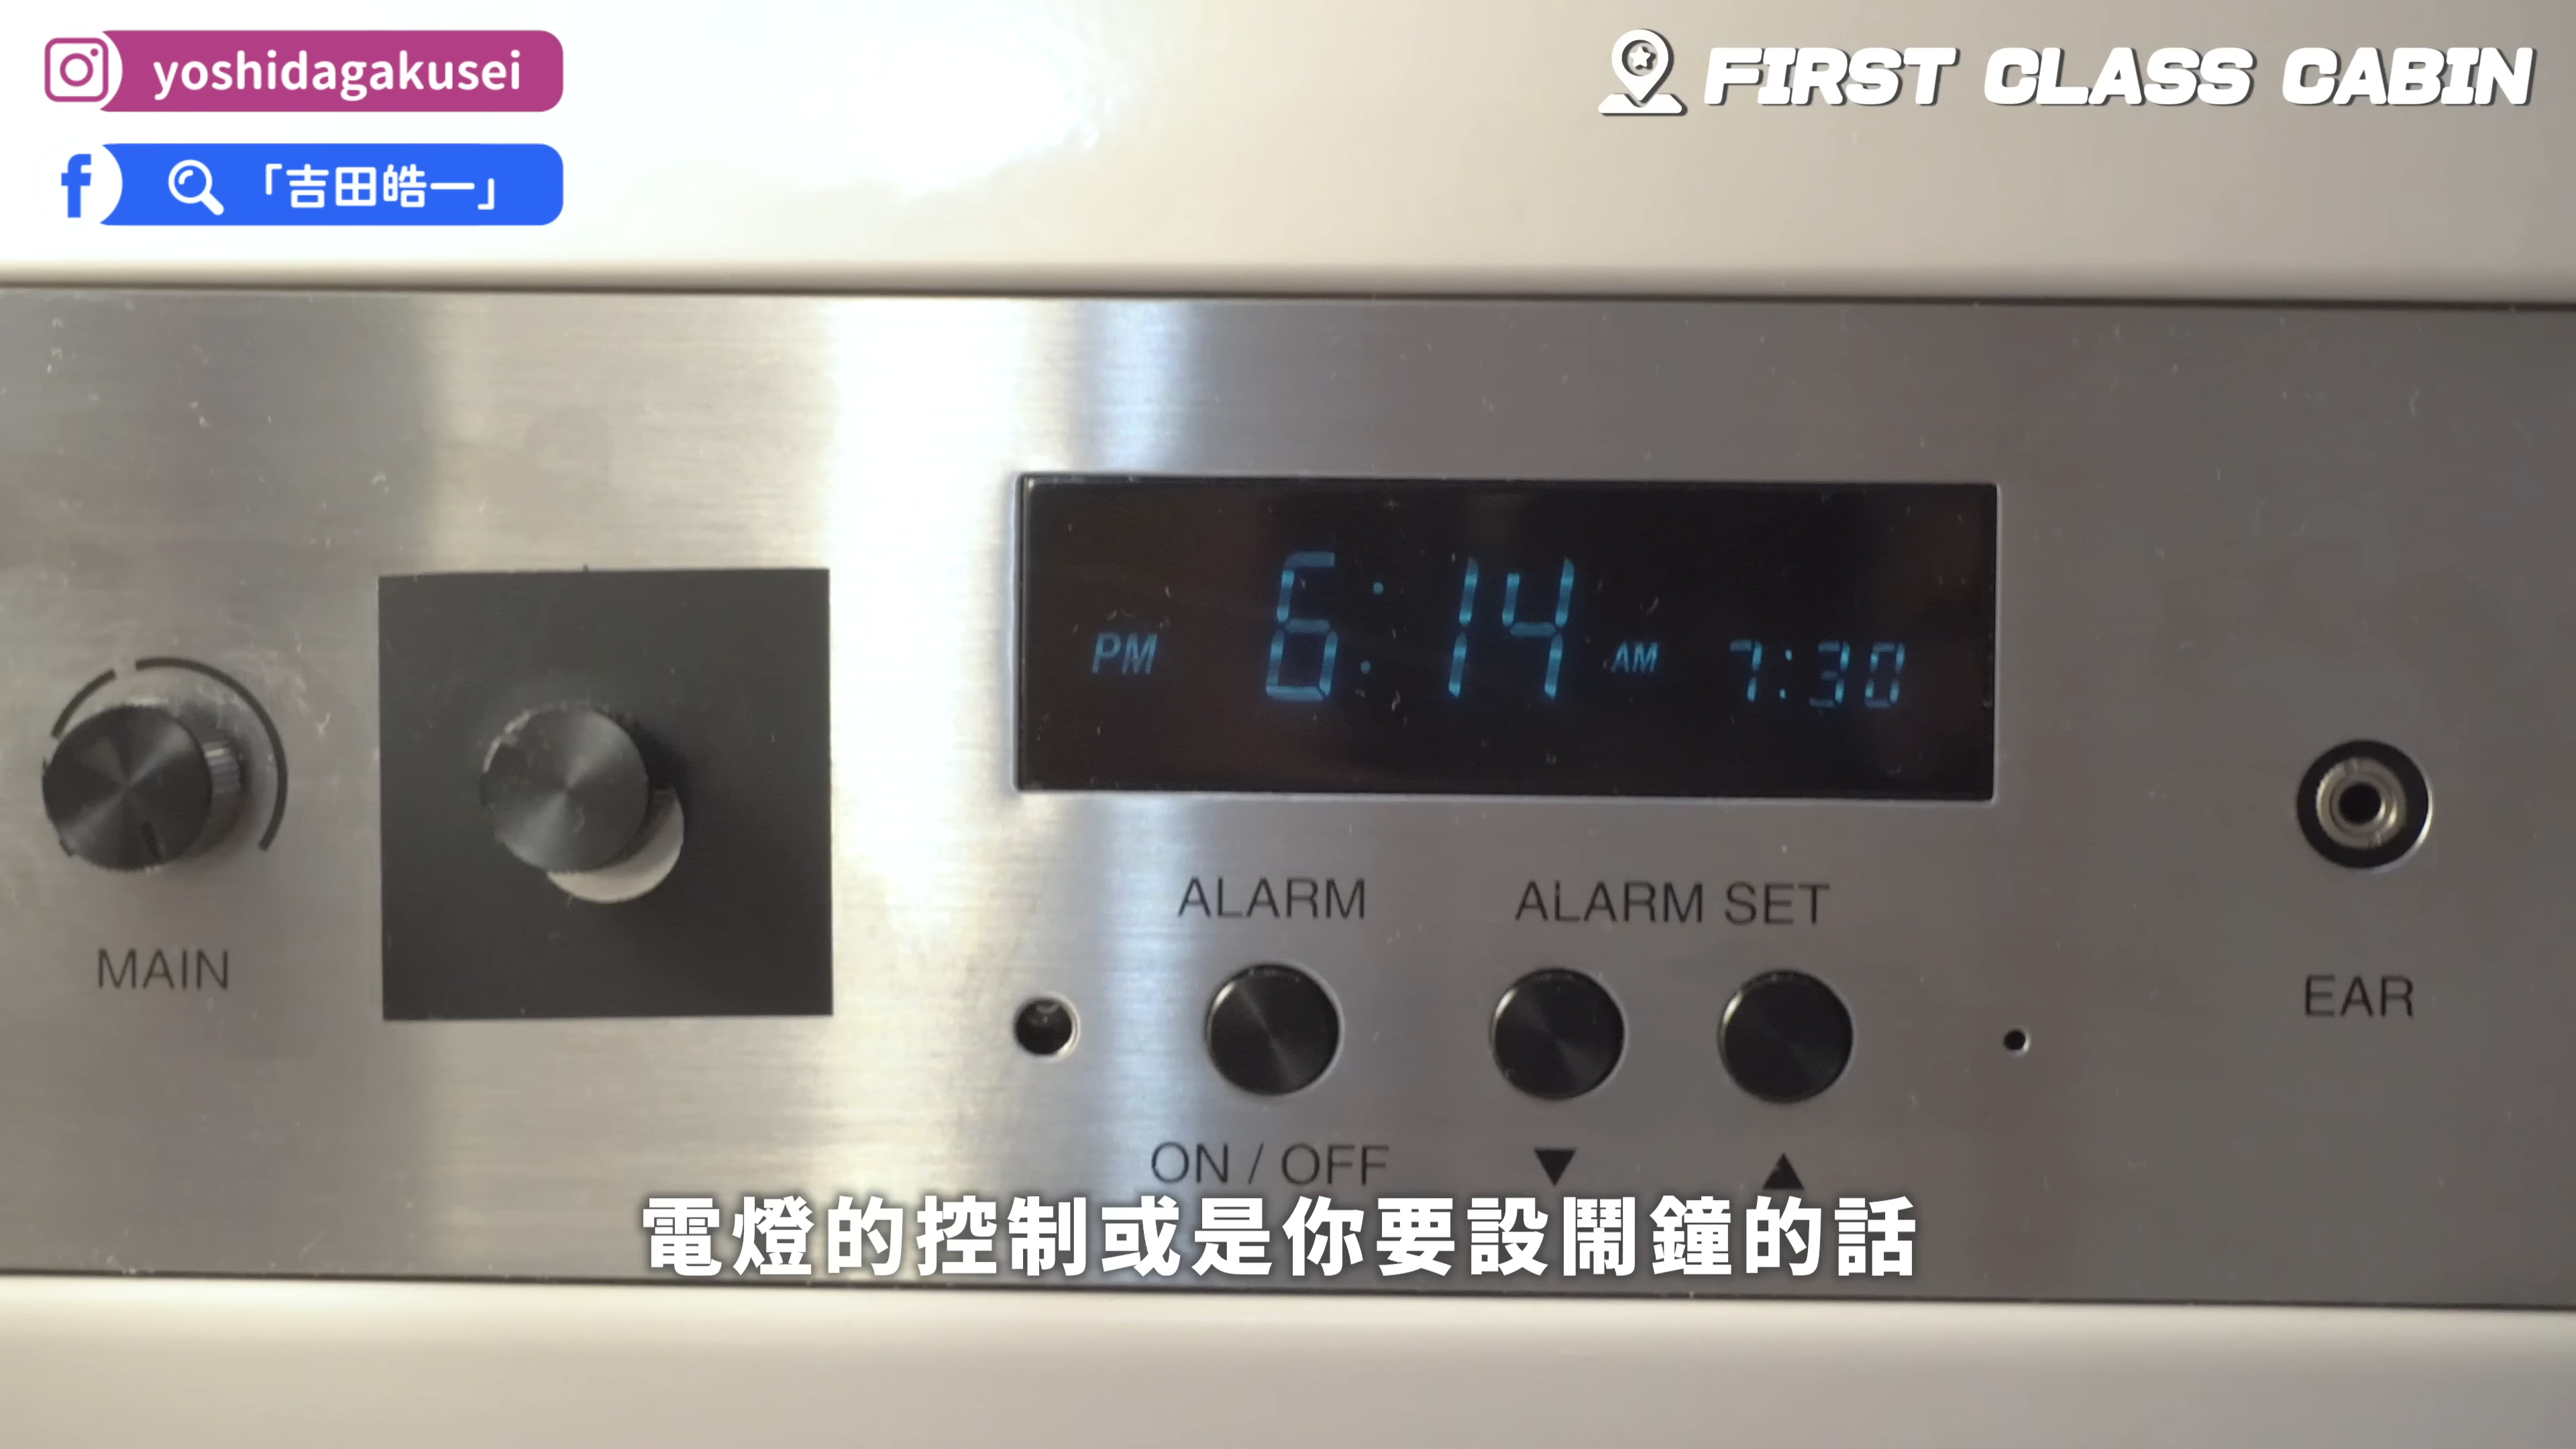 yoshidagakusei
「吉田皓一」
FIRST CLASS CABIN
PM 6:14 AM 7:30
MAIN
ALARM
ALARM SET
EAR
ON / OFF
▼ ▲
電燈的控制或是你要設鬧鐘的話